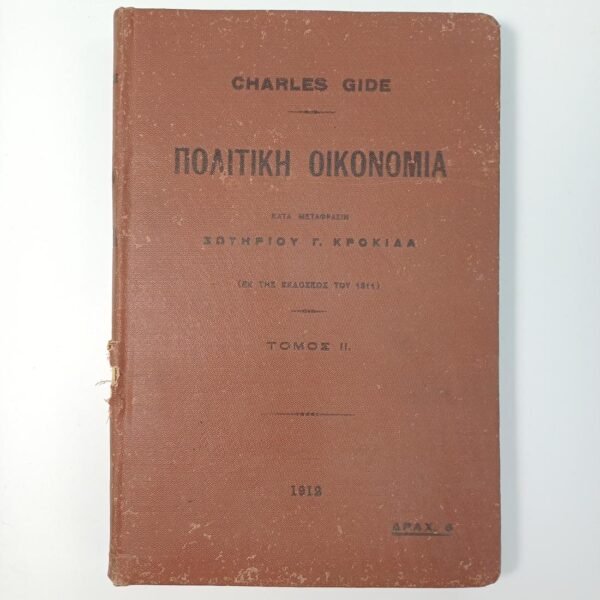 CHARLES GIDE
ΠΟΛΙΤΙΚΗ ΟΙΚΟΝΟΜΙΑ
ΚΑΤΑ ΜΕΤΑΦΡΑΣΙΝ
ΣΩΤΗΡΙΟΥ Γ. ΚΡΟΚΙΔΑ
(ΕΚ ΤΗΣ ΕΚΔΟΣΕΩΣ ΤΟΥ 1911)
ΤΟΜΟΣ II.
1912
ΔΡΑΧ. 6